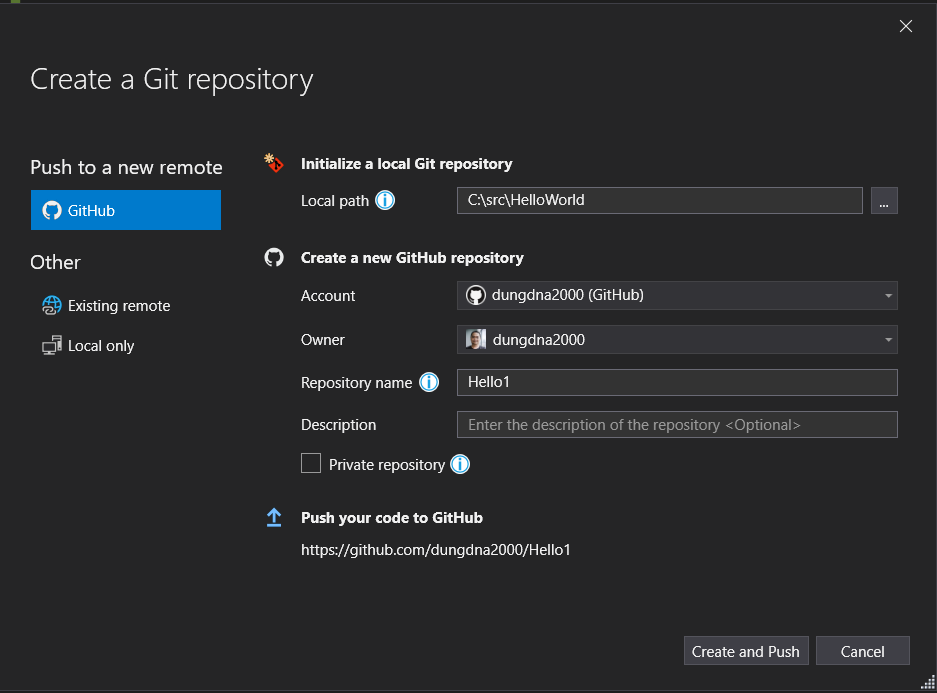 Create a Git repository
Push to a new remote
GitHub
Other
Existing remote
Local only
Initialize a local Git repository
Local path
C:\src\HelloWorld
...
Create a new GitHub repository
Account
dungdna2000 (GitHub)
Owner
dungdna2000
Repository name
Hello1
Description
Enter the description of the repository <Optional>
Private repository
Push your code to GitHub
https://github.com/dungdna2000/Hello1
Create and Push
Cancel